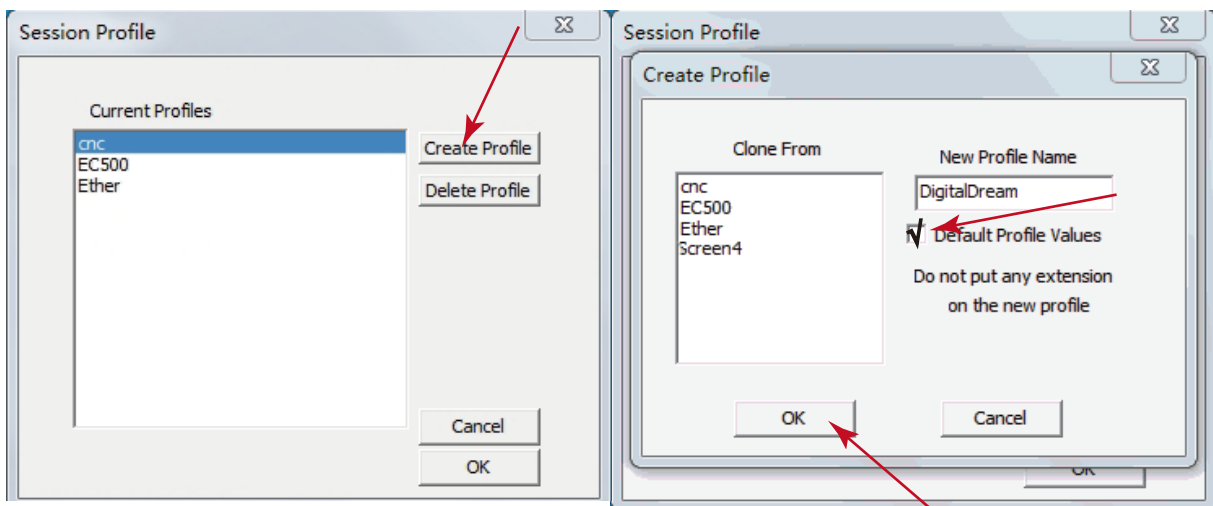 Session Profile
Current Profiles
cnc
EC500
Ether
Create Profile
Delete Profile
Cancel
OK
Session Profile
Create Profile
Clone From
cnc
EC500
Ether
Screen4
New Profile Name
DigitalDream
Default Profile Values
Do not put any extension
on the new profile
OK
Cancel
OK